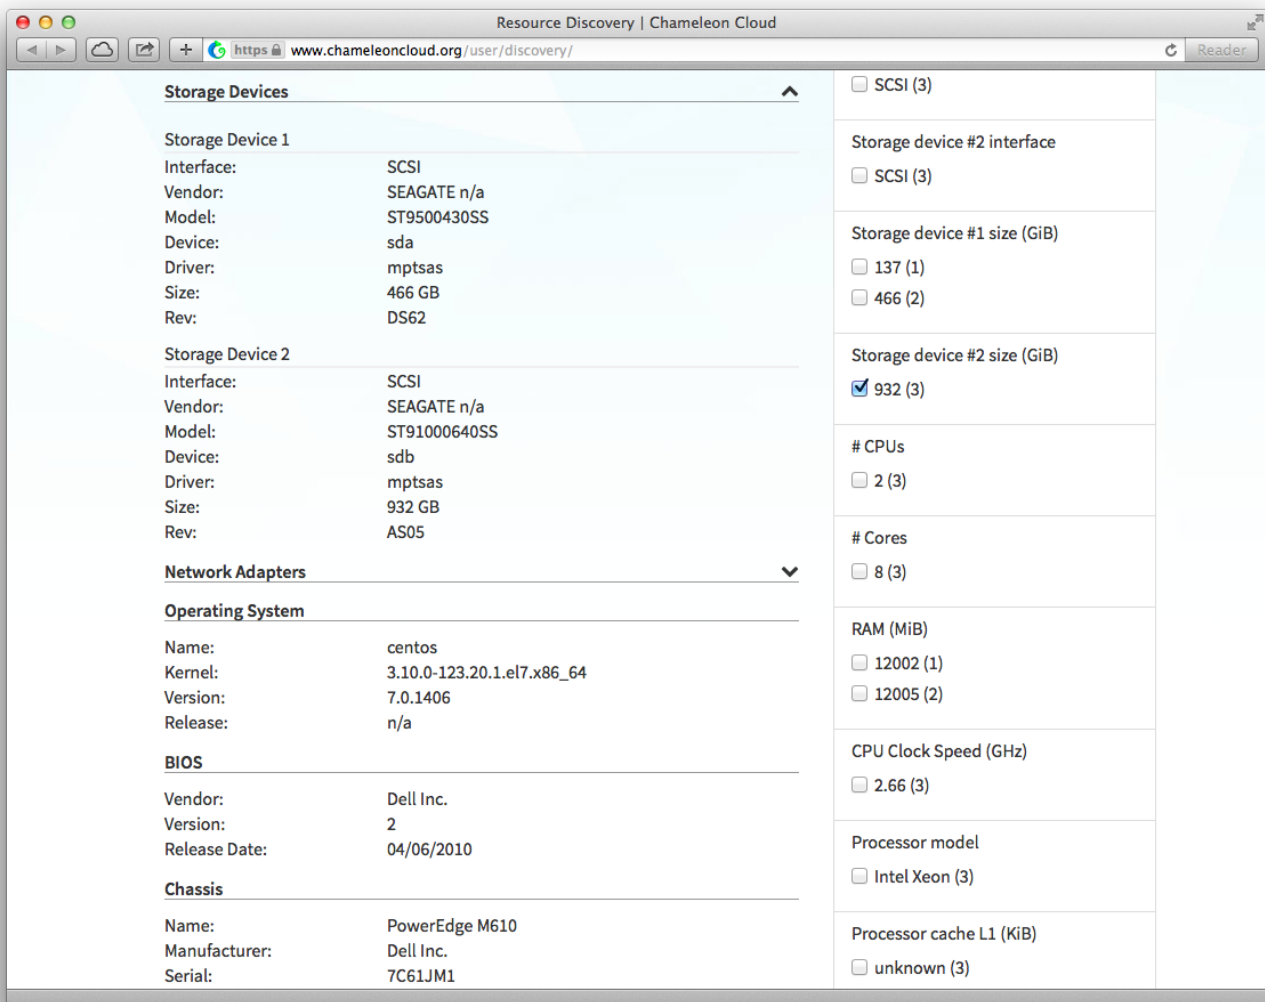 Resource Discovery | Chameleon Cloud
https www.chameleoncloud.org/user/discovery/
Reader
Storage Devices
Storage Device 1
Interface: SCSI
Vendor: SEAGATE n/a
Model: ST9500430SS
Device: sda
Driver: mptsas
Size: 466 GB
Rev: DS62
Storage Device 2
Interface: SCSI
Vendor: SEAGATE n/a
Model: ST91000640SS
Device: sdb
Driver: mptsas
Size: 932 GB
Rev: AS05
Network Adapters
Operating System
Name: centos
Kernel: 3.10.0-123.20.1.el7.x86_64
Version: 7.0.1406
Release: n/a
BIOS
Vendor: Dell Inc.
Version: 2
Release Date: 04/06/2010
Chassis
Name: PowerEdge M610
Manufacturer: Dell Inc.
Serial: 7C61JM1
SCSI (3)
Storage device #2 interface
SCSI (3)
Storage device #1 size (GiB)
137 (1)
466 (2)
Storage device #2 size (GiB)
932 (3)
# CPUs
2 (3)
# Cores
8 (3)
RAM (MiB)
12002 (1)
12005 (2)
CPU Clock Speed (GHz)
2.66 (3)
Processor model
Intel Xeon (3)
Processor cache L1 (KiB)
unknown (3)